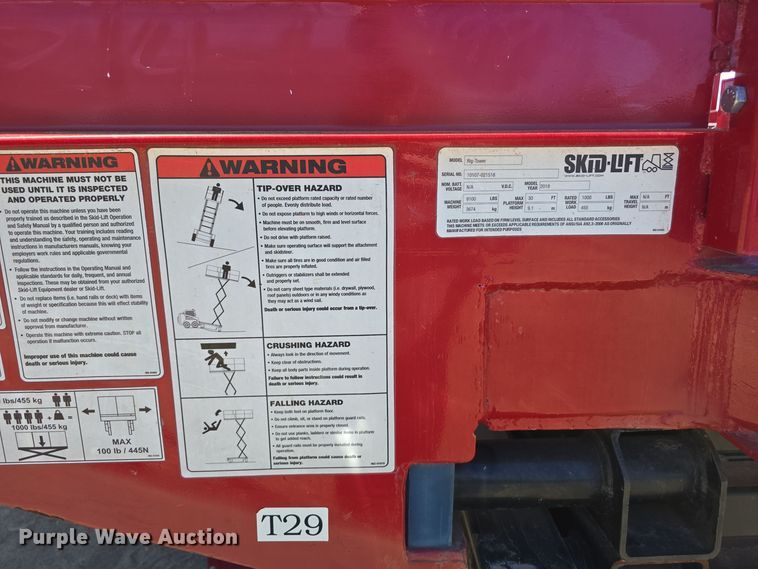 WARNING
THIS MACHINE MUST NOT BE
USED UNTIL IT IS INSPECTED
AND OPERATED PROPERLY
• Do not operate this machine unless you have been
properly trained as described in the Skid-Lift Operation
and Safety Manual by a qualified person and authorized
to operate this machine. Your training includes reading
and understanding the safety, operating and maintenance
instructions in manufacturers manuals, knowing your
employers work rules and applicable governmental
regulations.
• Follow the instructions in the Operating Manual and
applicable standards for daily, frequent, and annual
inspections. These may be obtained from your authorized
Skid-Lift Equipment dealer or Skid-Lift.
• Do not replace items (i.e. hand rails or deck) with items
of weight or specification because this will effect stability
of machine.
• Do not modify or change machine without written
approval from manufacturer.
• Operate this machine with extreme caution. STOP all
operation if malfunction occurs.
Improper use of this machine could cause
death or serious injury.
lbs/455 kg
1000 lbs/455 kg
MAX
100 lb / 445N
WARNING
TIP-OVER HAZARD
• Do not exceed platform rated capacity or rated number
of people. Evenly distribute load.
• Do not expose platform to high winds or horizontal forces.
• Machine must be on smooth, firm and level surface
before elevating platform.
• Do not drive with platform raised.
• Make sure operating surface will support the attachment
and skidsteer.
• Make sure all tires are in good condition and air filled
tires are properly inflated.
• Outriggers or stabilizers shall be extended
and properly set.
• Do not carry sheet type materials (i.e. drywall, plywood,
roof panels) outdoors or in any windy conditions as
they may act as a wind sail.
Death or serious injury could occur from a tip-over.
CRUSHING HAZARD
• Always look in the direction of movement.
• Keep clear of obstructions.
• Keep all body parts inside platform during operation.
Failure to follow instructions could result in
death or serious injury.
FALLING HAZARD
• Keep both feet on platform floor.
• Do not climb, sit, or stand on platform guard rails.
• Ensure entrance area is properly closed.
• Do not use planks, ladders or similar items in platform
to get added reach.
• All guard rails must be properly installed during
operation.
Falling from platform could cause death or
serious injury.
MODEL Rig-Tower
SKID-LIFT
WWW.SKID-LIFT.COM
SERIAL NO. 10107-021518
NOM. BATT. VOLTAGE N/A V.D.C. MODEL YEAR 2018
MACHINE WEIGHT 8100 LBS MAX PLATFORM HEIGHT 30 FT RATED WORK LOAD 1000 LBS MAX TRAVEL HEIGHT N/A FT
3674 kg 9.1 m 455 kg N/A m
RATED WORK LOAD BASED ON FIRM LEVEL SURFACE AND INCLUDES ALL STANDARD ACCESSORIES
THIS MACHINE MEETS OR EXCEEDS APPLICABLE REQUIREMENTS OF ANSI/SIA A92.3-2006 AS ORIGINALLY
MANUFACTURED FOR SYSTEM PER
T29
Purple Wave Auction